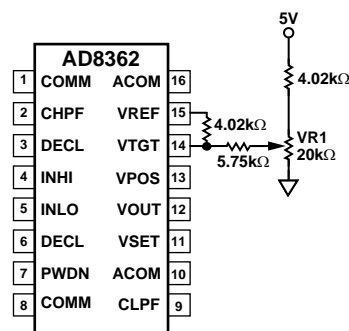 5V
AD8362
4.02kΩ
1 COMM ACOM 16
2 CHPF VREF 15
4.02kΩ
3 DECL VTGT 14
VR1
20kΩ
5.75kΩ
4 INHI VPOS 13
5 INLO VOUT 12
6 DECL VSET 11
7 PWDN ACOM 10
8 COMM CLPF 9